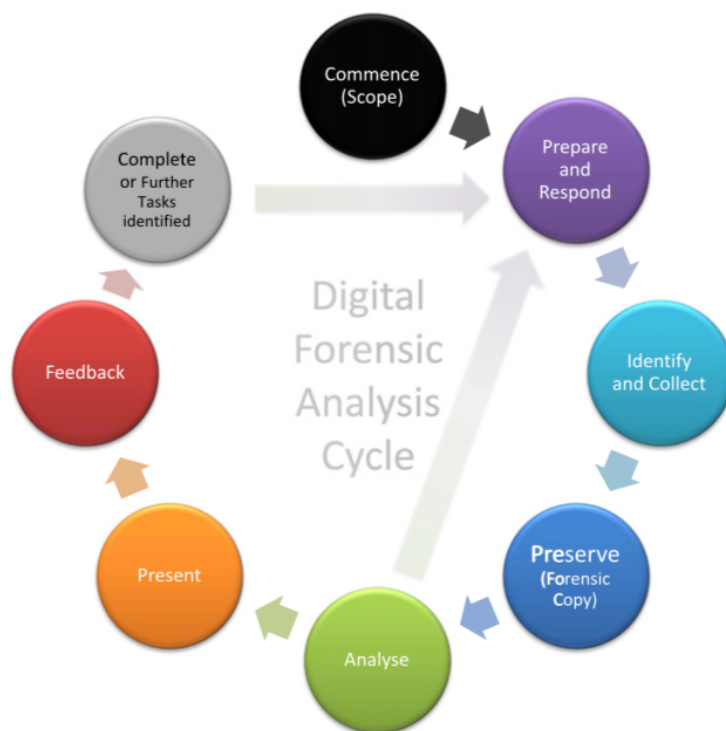 Commence
(Scope)
Prepare
and
Respond
Identify
and Collect
Preserve
(Forensic
Copy)
Analyse
Present
Feedback
Complete
or Further
Tasks
identified
Digital
Forensic
Analysis
Cycle